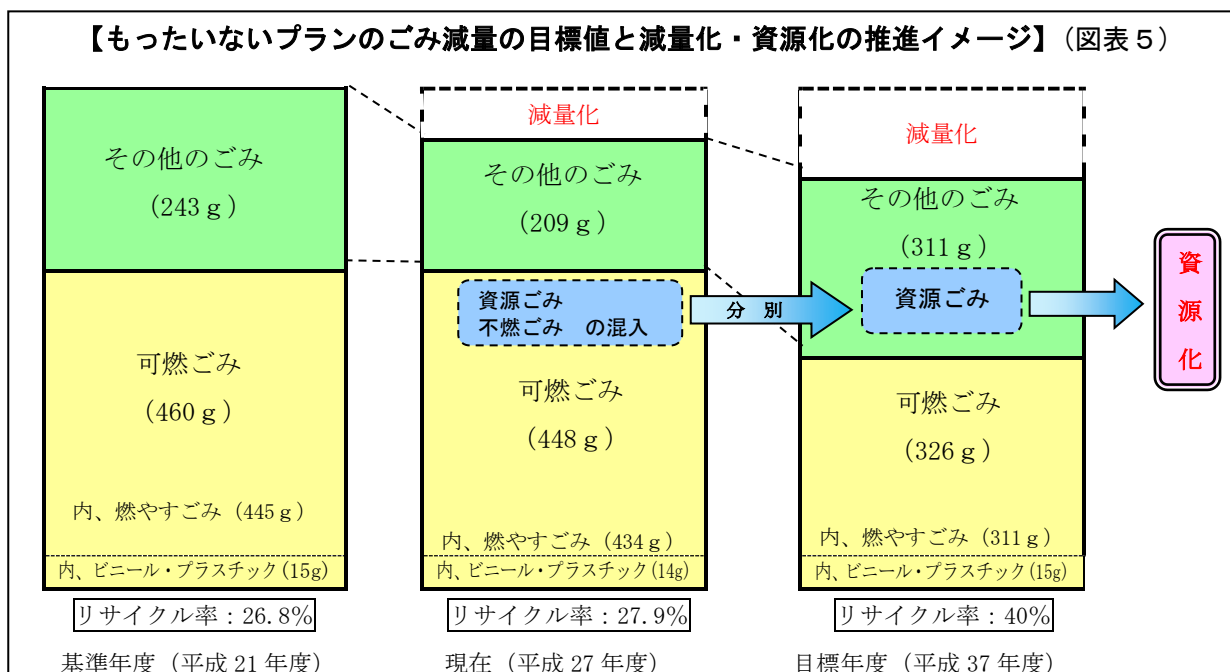 【もったいないプランのごみ減量の目標値と減量化・資源化の推進イメージ】(図表5)
その他のごみ
(243g)
可燃ごみ
(460g)
内、燃やすごみ(445g)
内、ビニール・プラスチック(15g)
リサイクル率:26.8%
基準年度(平成21年度)
減量化
その他のごみ
(209g)
資源ごみ
不燃ごみ の混入
分 別
可燃ごみ
(448g)
内、燃やすごみ(434g)
内、ビニール・プラスチック(14g)
リサイクル率:27.9%
現在(平成27年度)
減量化
その他のごみ
(311g)
資源ごみ
可燃ごみ
(326g)
内、燃やすごみ(311g)
内、ビニール・プラスチック(15g)
リサイクル率:40%
目標年度(平成37年度)
資源化